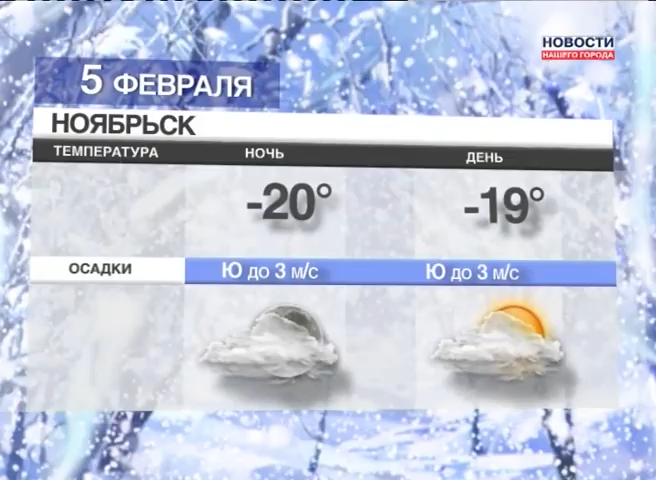 НОВОСТИ
НАШЕГО ГОРОДА
5 ФЕВРАЛЯ
НОЯБРЬСК
ТЕМПЕРАТУРА НОЧЬ ДЕНЬ
-20° -19°
ОСАДКИ Ю до 3 м/с Ю до 3 м/с